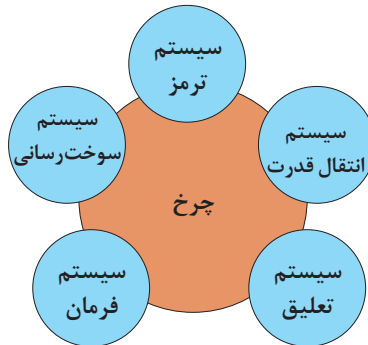 سیستم
ترمز
سیستم
انتقال قدرت
سیستم
سوخت‌رسانی
چرخ
سیستم
تعلیق
سیستم
فرمان